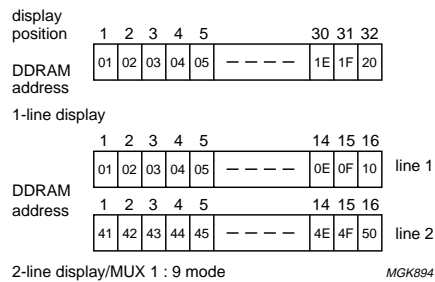 display
position 1 2 3 4 5 30 31 32
DDRAM
address 01 02 03 04 05 1E 1F 20
1-line display
1 2 3 4 5 14 15 16
01 02 03 04 05 0E 0F 10 line 1
DDRAM
address
1 2 3 4 5 14 15 16
41 42 43 44 45 4E 4F 50 line 2
2-line display/MUX 1 : 9 mode MGK894